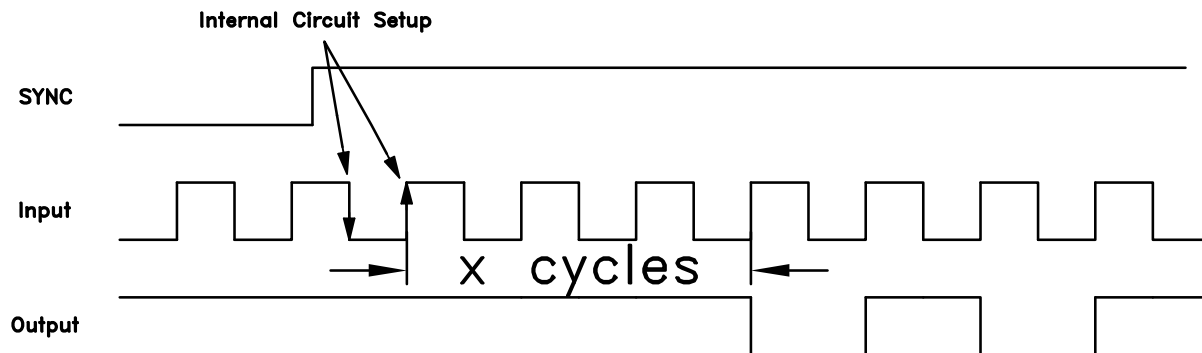 Internal Circuit Setup
SYNC
Input
x cycles
Output